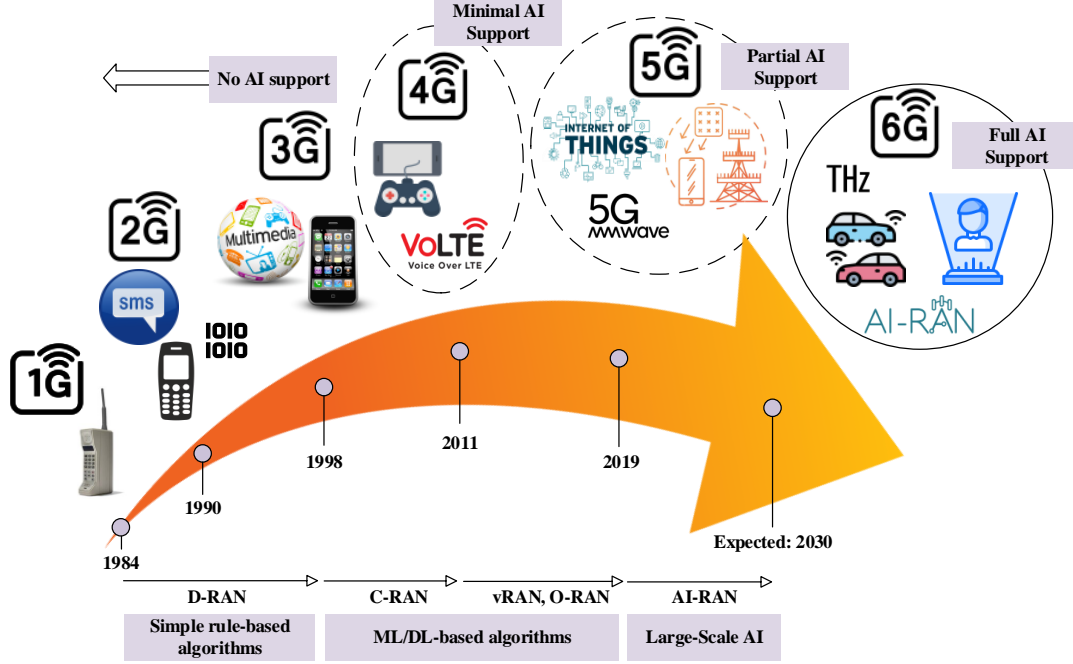 Minimal AI
Support
No AI support
Partial AI
Support
Full AI
Support
1G
2G
sms
1010
1010
3G
Multimedia
4G
VoLTE
Voice Over LTE
5G
INTERNET OF
THINGS
5G
mmwave
6G
THz
AI-RAN
1984
1990
1998
2011
2019
Expected: 2030
D-RAN
C-RAN
vRAN, O-RAN
AI-RAN
Simple rule-based
algorithms
ML/DL-based algorithms
Large-Scale AI